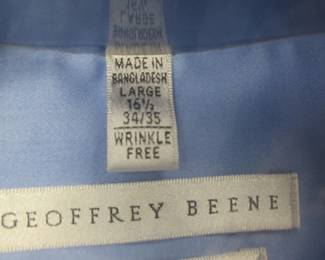 MADE IN
BANGLADESH
LARGE
16½
34/35
WRINKLE
FREE
GEOFFREY BEENE